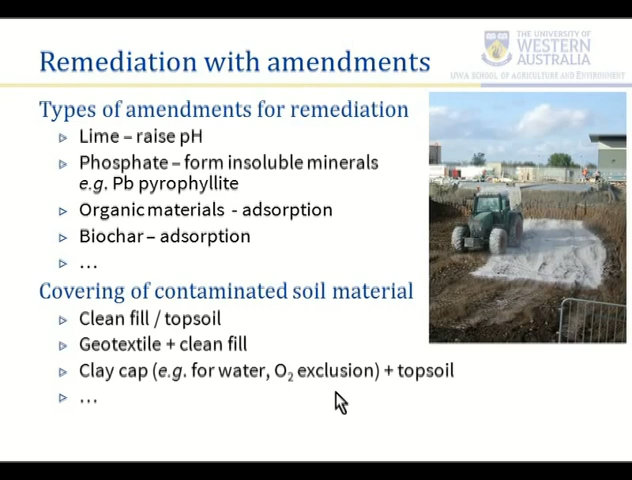 Remediation with amendments
THE UNIVERSITY OF
WESTERN
AUSTRALIA
UWA SCHOOL OF AGRICULTURE AND ENVIRONMENT
Types of amendments for remediation
Lime – raise pH
Phosphate – form insoluble minerals
e.g. Pb pyrophyllite
Organic materials - adsorption
Biochar – adsorption
…
Covering of contaminated soil material
Clean fill / topsoil
Geotextile + clean fill
Clay cap (e.g. for water, O₂ exclusion) + topsoil
…